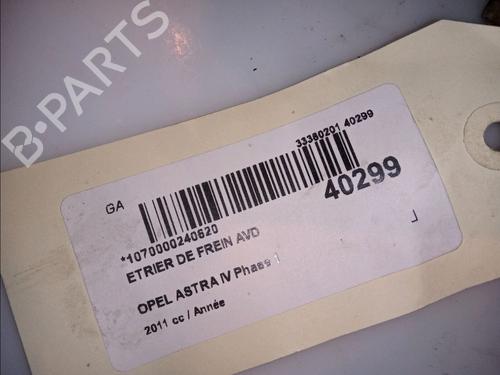 B-PARTS
GA
33360201 40299
40299
*1070000240620
ETRIER DE FREIN AVD
OPEL ASTRA IV Phase 1
2011 cc / Année